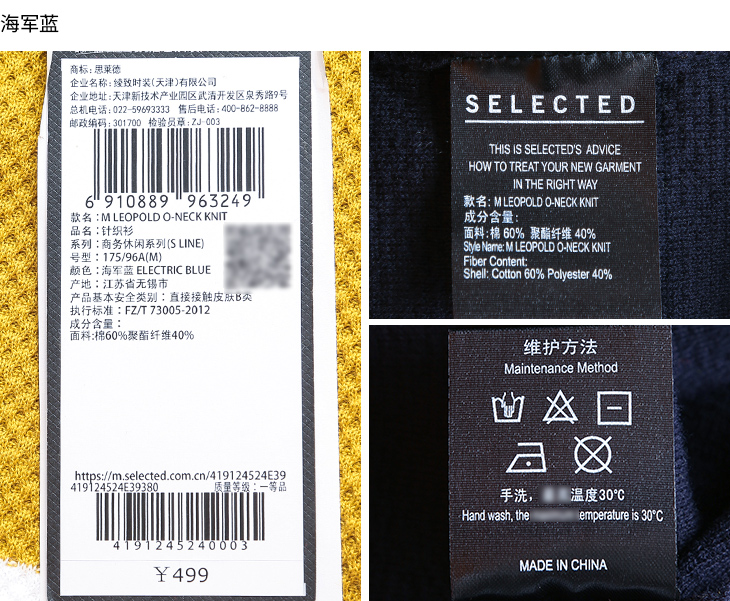 海军蓝
商标: 思莱德
企业名称: 绫致时装(天津)有限公司
企业地址: 天津新技术产业园区武清开发区泉秀路9号
总机电话: 022-59693333 售后电话: 400-862-8888
邮政编码: 301700 检验员章: ZJ-003
6 910889 963249
款名: M LEOPOLD O-NECK KNIT
品名: 针织衫
系列: 商务休闲系列(S LINE)
号型: 175/96A(M)
颜色: 海军蓝 ELECTRIC BLUE
产地: 江苏省无锡市
产品基本安全类别: 直接接触皮肤B类
执行标准: FZ/T 73005-2012
成分含量:
面料:棉60%聚酯纤维40%
https://m.selected.com.cn/419124524E39
419124524E39380 质量等级: 一等品
4191245240003
¥499
SELECTED
THIS IS SELECTED'S ADVICE
HOW TO TREAT YOUR NEW GARMENT
IN THE RIGHT WAY
款名: M LEOPOLD O-NECK KNIT
成分含量:
面料: 棉 60% 聚酯纤维 40%
Style Name: M LEOPOLD O-NECK KNIT
Fiber Content:
Shell: Cotton 60% Polyester 40%
维护方法
Maintenance Method
手洗, 温度30℃
Hand wash, the emperature is 30°C
MADE IN CHINA